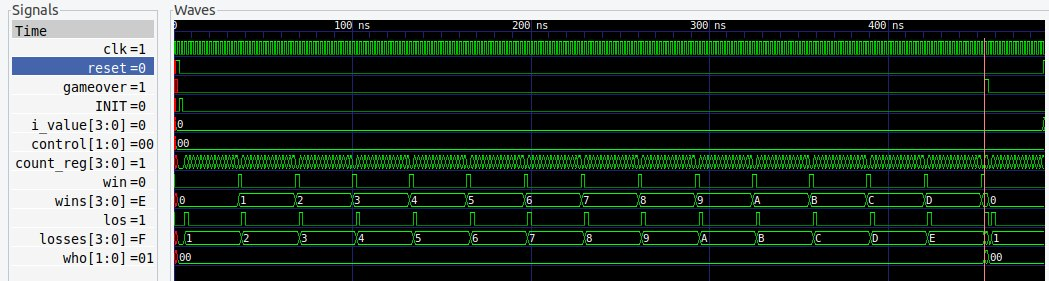 Signals
Waves
Time
0 100 ns 200 ns 300 ns 400 ns
clk=1
reset=0
gameover=1
INIT=0
i_value[3:0]=0 0
control[1:0]=00 00
count_reg[3:0]=1
win=0
wins[3:0]=E 0 1 2 3 4 5 6 7 8 9 A B C D 0
los=1
losses[3:0]=F 1 2 3 4 5 6 7 8 9 A B C D E 1
who[1:0]=01 00 00